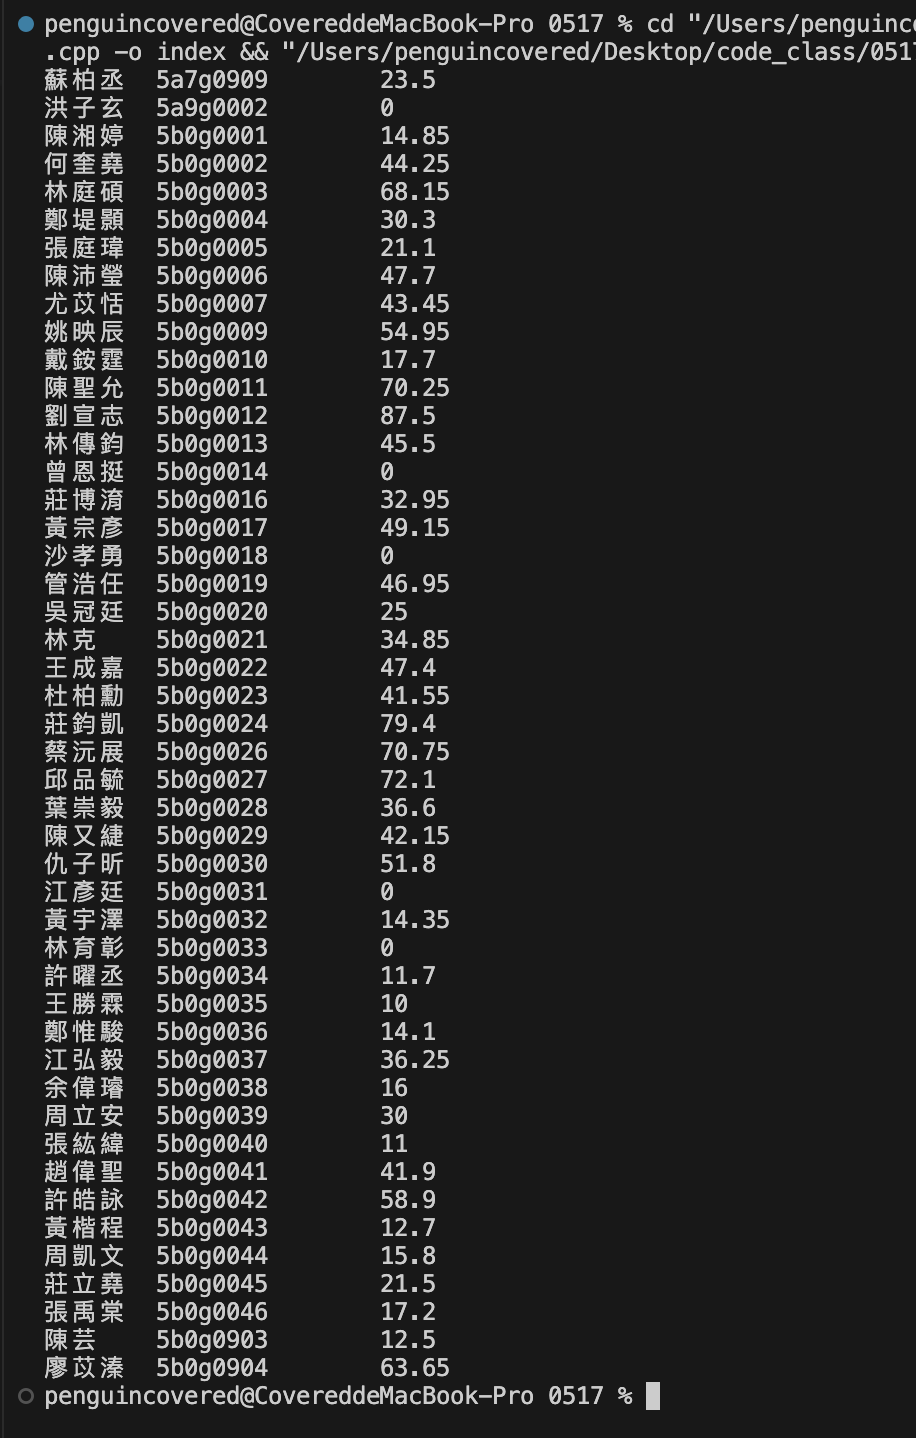 penguincovered@CovereddeMacBook-Pro 0517 % cd "/Users/penguinco
.cpp -o index && "/Users/penguincovered/Desktop/code_class/0517
蘇柏丞 5a7g0909 23.5
洪子玄 5a9g0002 0
陳湘婷 5b0g0001 14.85
何奎堯 5b0g0002 44.25
林庭碩 5b0g0003 68.15
鄭堤顥 5b0g0004 30.3
張庭瑋 5b0g0005 21.1
陳沛瑩 5b0g0006 47.7
尤苡恬 5b0g0007 43.45
姚映辰 5b0g0009 54.95
戴銨霆 5b0g0010 17.7
陳聖允 5b0g0011 70.25
劉宣志 5b0g0012 87.5
林傳鈞 5b0g0013 45.5
曾恩挺 5b0g0014 0
莊博淯 5b0g0016 32.95
黃宗彥 5b0g0017 49.15
沙孝勇 5b0g0018 0
管浩任 5b0g0019 46.95
吳冠廷 5b0g0020 25
林克 5b0g0021 34.85
王成嘉 5b0g0022 47.4
杜柏勳 5b0g0023 41.55
莊鈞凱 5b0g0024 79.4
蔡沅展 5b0g0026 70.75
邱品毓 5b0g0027 72.1
葉崇毅 5b0g0028 36.6
陳又緁 5b0g0029 42.15
仇子昕 5b0g0030 51.8
江彥廷 5b0g0031 0
黃宇澤 5b0g0032 14.35
林育彰 5b0g0033 0
許曜丞 5b0g0034 11.7
王勝霖 5b0g0035 10
鄭惟駿 5b0g0036 14.1
江弘毅 5b0g0037 36.25
余偉璿 5b0g0038 16
周立安 5b0g0039 30
張紘緯 5b0g0040 11
趙偉聖 5b0g0041 41.9
許皓詠 5b0g0042 58.9
黃楷程 5b0g0043 12.7
周凱文 5b0g0044 15.8
莊立堯 5b0g0045 21.5
張禹棠 5b0g0046 17.2
陳芸 5b0g0903 12.5
廖苡溱 5b0g0904 63.65
penguincovered@CovereddeMacBook-Pro 0517 %